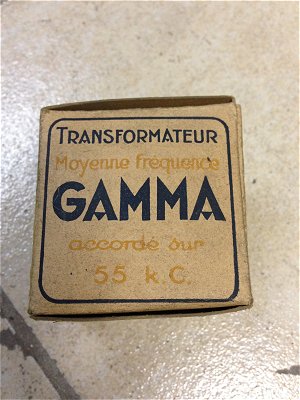 TRANSFORMATEUR
Moyenne fréquence
GAMMA
accordé sur
55 k.C.